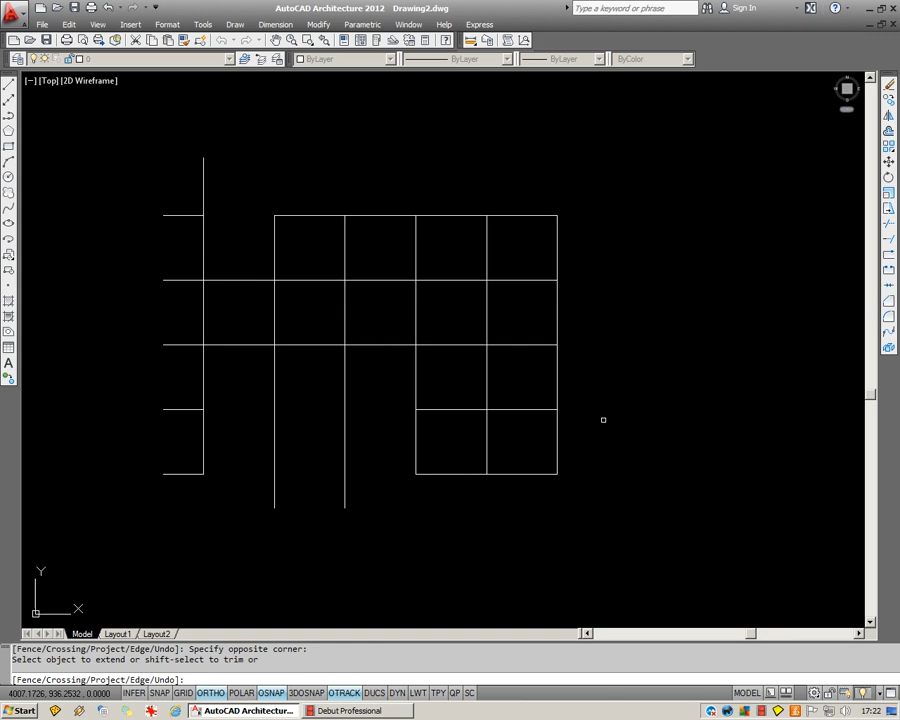 AutoCAD Architecture 2012    Drawing2.dwg
Type a keyword or phrase
Sign In
File Edit View Insert Format Tools Draw Dimension Modify Parametric Window Help Express
0
ByLayer
ByLayer
ByLayer
ByColor
[−] [Top] [2D Wireframe]
Y
X
Model Layout1 Layout2
[Fence/Crossing/Project/Edge/Undo]: Specify opposite corner:
Select object to extend or shift-select to trim or
[Fence/Crossing/Project/Edge/Undo]:
4007.1726, 936.2532, 0.0000 INFER SNAP GRID ORTHO POLAR OSNAP 3DOSNAP OTRACK DUCS DYN LWT TPY QP SC MODEL
Start AutoCAD Architectur... Debut Professional 17:22